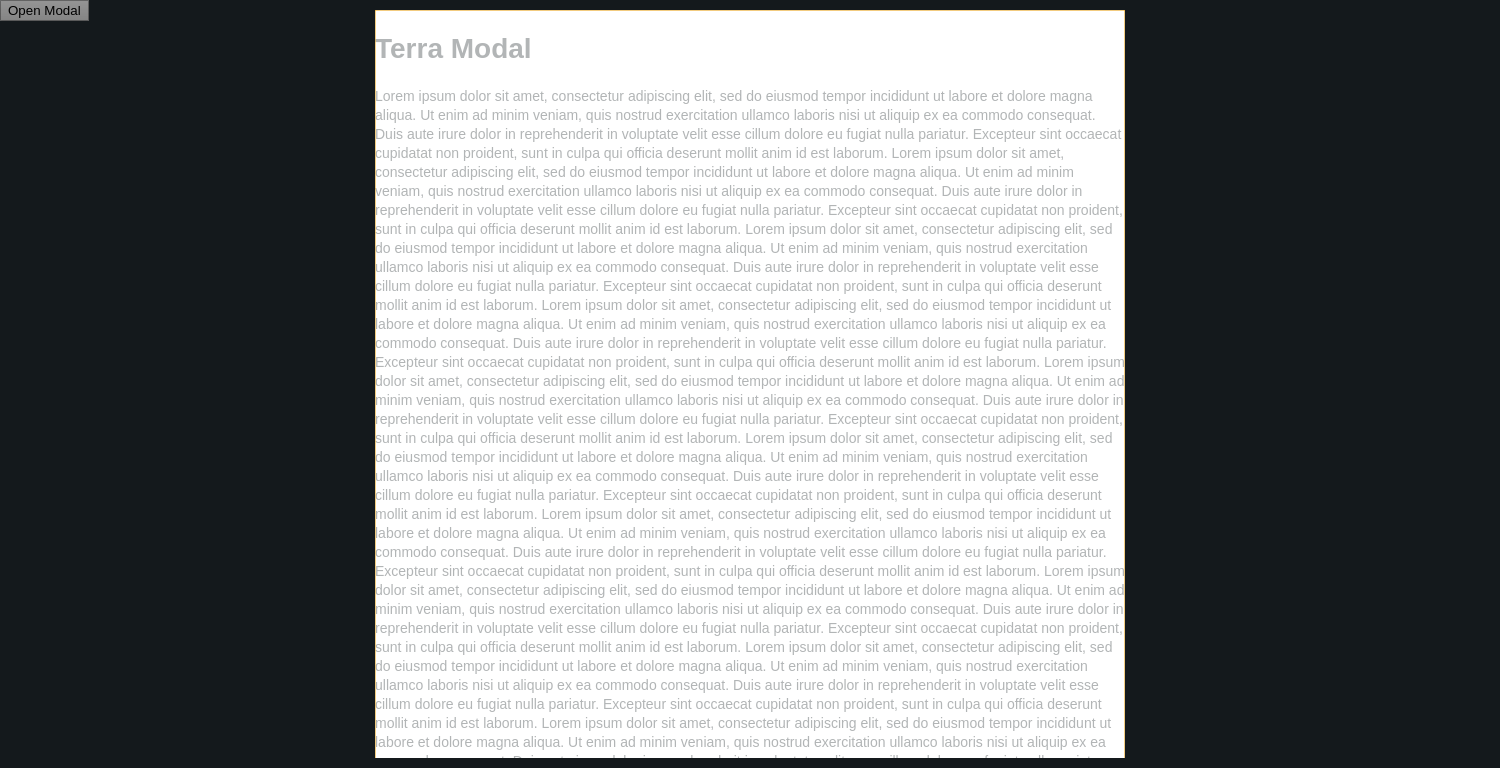 Open Modal
Terra Modal
Lorem ipsum dolor sit amet, consectetur adipiscing elit, sed do eiusmod tempor incididunt ut labore et dolore magna
aliqua. Ut enim ad minim veniam, quis nostrud exercitation ullamco laboris nisi ut aliquip ex ea commodo consequat.
Duis aute irure dolor in reprehenderit in voluptate velit esse cillum dolore eu fugiat nulla pariatur. Excepteur sint occaecat
cupidatat non proident, sunt in culpa qui officia deserunt mollit anim id est laborum. Lorem ipsum dolor sit amet,
consectetur adipiscing elit, sed do eiusmod tempor incididunt ut labore et dolore magna aliqua. Ut enim ad minim
veniam, quis nostrud exercitation ullamco laboris nisi ut aliquip ex ea commodo consequat. Duis aute irure dolor in
reprehenderit in voluptate velit esse cillum dolore eu fugiat nulla pariatur. Excepteur sint occaecat cupidatat non proident,
sunt in culpa qui officia deserunt mollit anim id est laborum. Lorem ipsum dolor sit amet, consectetur adipiscing elit, sed
do eiusmod tempor incididunt ut labore et dolore magna aliqua. Ut enim ad minim veniam, quis nostrud exercitation
ullamco laboris nisi ut aliquip ex ea commodo consequat. Duis aute irure dolor in reprehenderit in voluptate velit esse
cillum dolore eu fugiat nulla pariatur. Excepteur sint occaecat cupidatat non proident, sunt in culpa qui officia deserunt
mollit anim id est laborum. Lorem ipsum dolor sit amet, consectetur adipiscing elit, sed do eiusmod tempor incididunt ut
labore et dolore magna aliqua. Ut enim ad minim veniam, quis nostrud exercitation ullamco laboris nisi ut aliquip ex ea
commodo consequat. Duis aute irure dolor in reprehenderit in voluptate velit esse cillum dolore eu fugiat nulla pariatur.
Excepteur sint occaecat cupidatat non proident, sunt in culpa qui officia deserunt mollit anim id est laborum. Lorem ipsum
dolor sit amet, consectetur adipiscing elit, sed do eiusmod tempor incididunt ut labore et dolore magna aliqua. Ut enim ad
minim veniam, quis nostrud exercitation ullamco laboris nisi ut aliquip ex ea commodo consequat. Duis aute irure dolor in
reprehenderit in voluptate velit esse cillum dolore eu fugiat nulla pariatur. Excepteur sint occaecat cupidatat non proident,
sunt in culpa qui officia deserunt mollit anim id est laborum. Lorem ipsum dolor sit amet, consectetur adipiscing elit, sed
do eiusmod tempor incididunt ut labore et dolore magna aliqua. Ut enim ad minim veniam, quis nostrud exercitation
ullamco laboris nisi ut aliquip ex ea commodo consequat. Duis aute irure dolor in reprehenderit in voluptate velit esse
cillum dolore eu fugiat nulla pariatur. Excepteur sint occaecat cupidatat non proident, sunt in culpa qui officia deserunt
mollit anim id est laborum. Lorem ipsum dolor sit amet, consectetur adipiscing elit, sed do eiusmod tempor incididunt ut
labore et dolore magna aliqua. Ut enim ad minim veniam, quis nostrud exercitation ullamco laboris nisi ut aliquip ex ea
commodo consequat. Duis aute irure dolor in reprehenderit in voluptate velit esse cillum dolore eu fugiat nulla pariatur.
Excepteur sint occaecat cupidatat non proident, sunt in culpa qui officia deserunt mollit anim id est laborum. Lorem ipsum
dolor sit amet, consectetur adipiscing elit, sed do eiusmod tempor incididunt ut labore et dolore magna aliqua. Ut enim ad
minim veniam, quis nostrud exercitation ullamco laboris nisi ut aliquip ex ea commodo consequat. Duis aute irure dolor in
reprehenderit in voluptate velit esse cillum dolore eu fugiat nulla pariatur. Excepteur sint occaecat cupidatat non proident,
sunt in culpa qui officia deserunt mollit anim id est laborum. Lorem ipsum dolor sit amet, consectetur adipiscing elit, sed
do eiusmod tempor incididunt ut labore et dolore magna aliqua. Ut enim ad minim veniam, quis nostrud exercitation
ullamco laboris nisi ut aliquip ex ea commodo consequat. Duis aute irure dolor in reprehenderit in voluptate velit esse
cillum dolore eu fugiat nulla pariatur. Excepteur sint occaecat cupidatat non proident, sunt in culpa qui officia deserunt
mollit anim id est laborum. Lorem ipsum dolor sit amet, consectetur adipiscing elit, sed do eiusmod tempor incididunt ut
labore et dolore magna aliqua. Ut enim ad minim veniam, quis nostrud exercitation ullamco laboris nisi ut aliquip ex ea